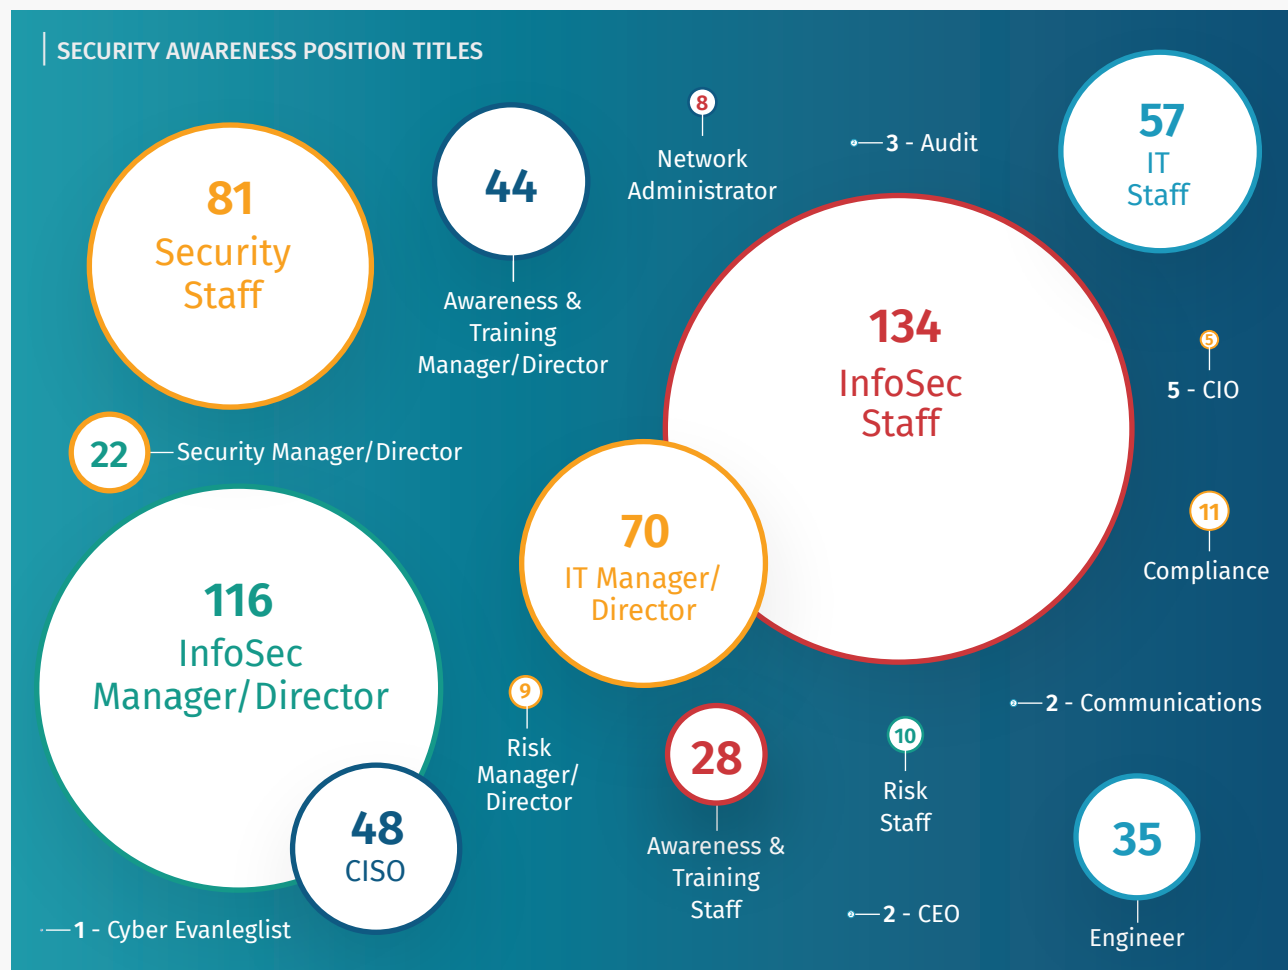 SECURITY AWARENESS POSITION TITLES
81
Security
Staff
44
Awareness &
Training
Manager/Director
8
Network
Administrator
3 - Audit
57
IT
Staff
134
InfoSec
Staff
5
5 - CIO
22
Security Manager/Director
70
IT Manager/
Director
11
Compliance
116
InfoSec
Manager/Director
48
CISO
9
Risk
Manager/
Director
28
Awareness &
Training
Staff
10
Risk
Staff
2 - Communications
35
Engineer
2 - CEO
1 - Cyber Evanleglist